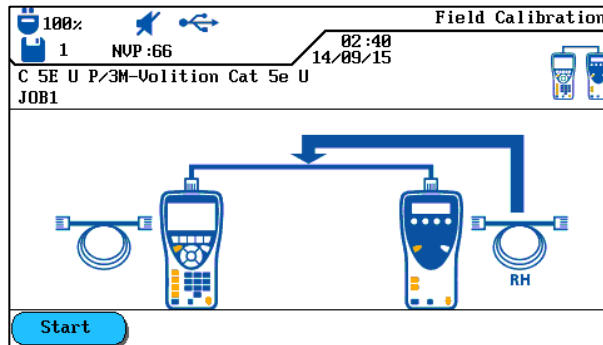 100%
Field Calibration
1
NVP:66
02:40
14/09/15
C 5E U P/3M-Volition Cat 5e U
JOB1
RH
Start